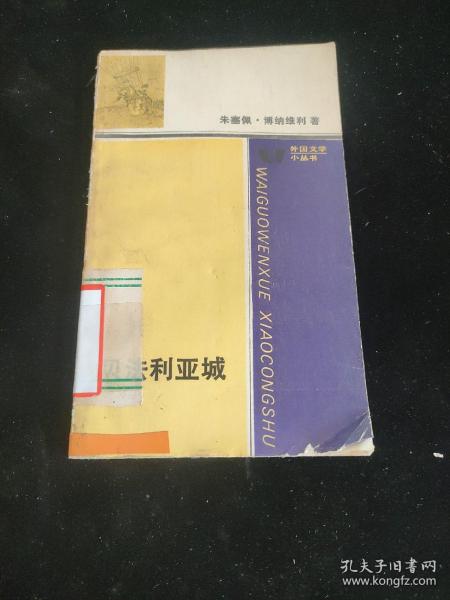 朱塞佩·博纳维利著
外国文学
小丛书
WAIGUOWENXUE XIAOCONGSHU
法利亚城
孔夫子旧书网
www.kongfz.com